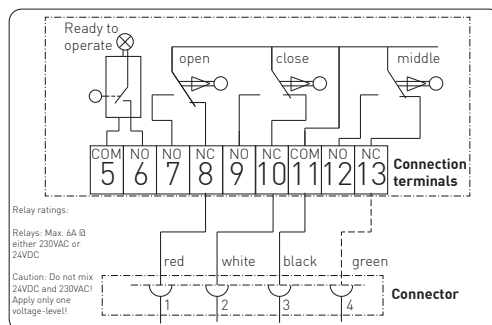 Ready to
operate
open
close
middle
COM NO NO NC NO NC COM NO NC
5 6 7 8 9 10 11 12 13
Connection
terminals
Relay ratings:
Relays: Max. 6A @
either 230VAC or
24VDC
Caution: Do not mix
24VDC and 230VAC!
Apply only one
voltage-level!
red
white
black
green
1 2 3 4
Connector